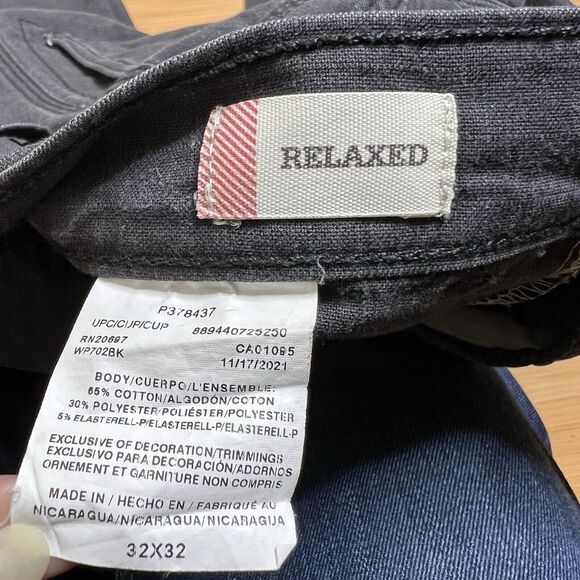 RELAXED
P378437
UPC/CUP/CUP 889440725250
RN20697 CA01095
WP702BK 11/17/2021
BODY/CUERPO/L'ENSEMBLE:
65% COTTON/ALGODÓN/COTON
30% POLYESTER/POLIÉSTER/POLYESTER
5% ELASTERELL-P/ELASTERELL-P/ELASTERELL-P
EXCLUSIVE OF DECORATION/TRIMMINGS
EXCLUSIVO PARA DECORACIÓN/ADORNOS
ORNEMENT ET GARNITURE NON COMPRIS
MADE IN / HECHO EN / FABRIQUÉ AU
NICARAGUA/NICARAGUA/NICARAGUA
32X32